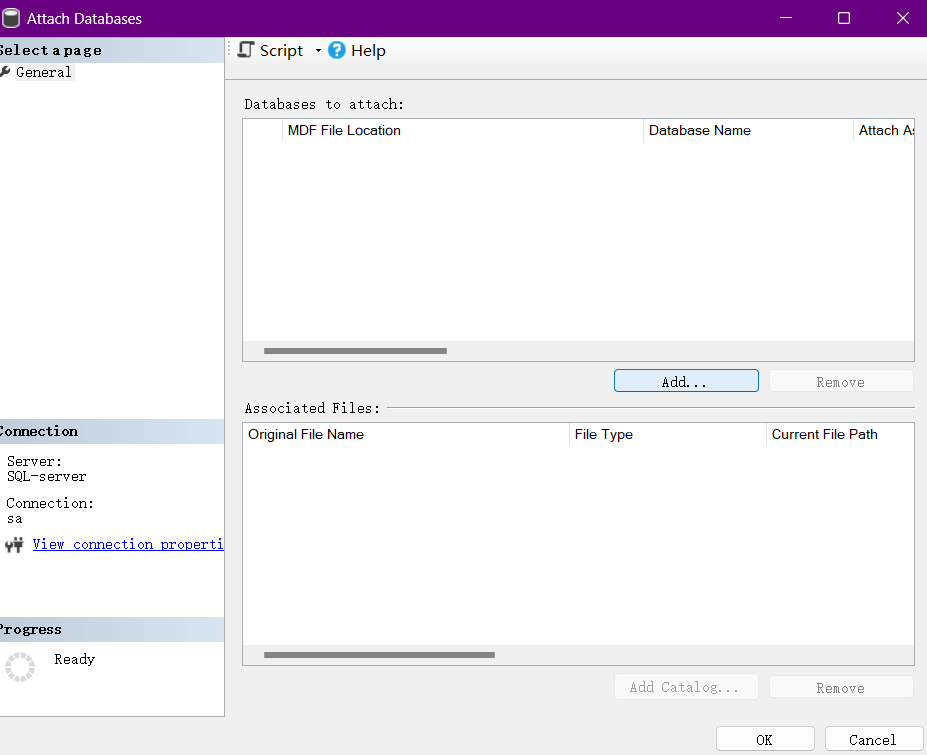 Attach Databases
Select a page
General
Script
Help
Databases to attach:
MDF File Location
Database Name
Attach As
Add...
Remove
Associated Files:
Original File Name
File Type
Current File Path
Connection
Server:
SQL-server
Connection:
sa
View connection properti
Progress
Ready
Add Catalog...
Remove
OK
Cancel